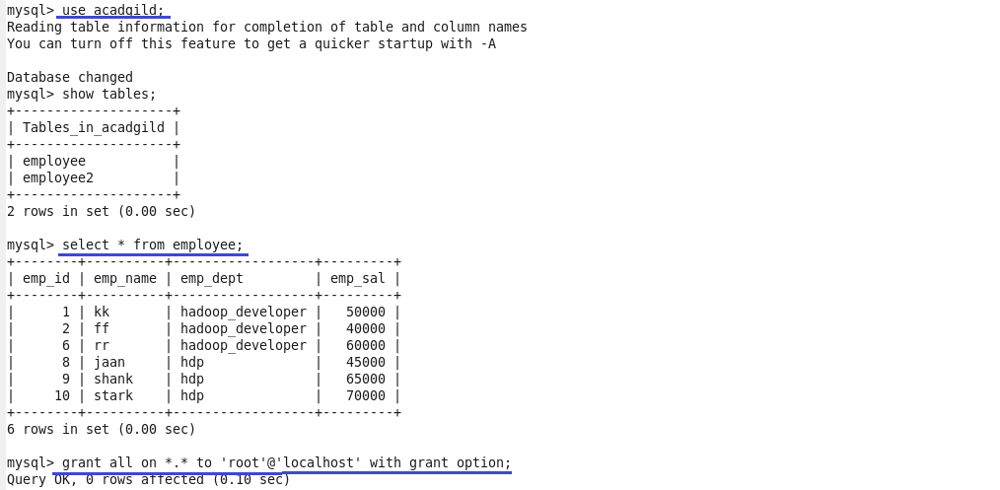 mysql> use acadgild;
Reading table information for completion of table and column names
You can turn off this feature to get a quicker startup with -A

Database changed
mysql> show tables;
+--------------------+
| Tables_in_acadgild |
+--------------------+
| employee           |
| employee2          |
+--------------------+
2 rows in set (0.00 sec)

mysql> select * from employee;
+--------+----------+------------------+---------+
| emp_id | emp_name | emp_dept         | emp_sal |
+--------+----------+------------------+---------+
|      1 | kk       | hadoop_developer |   50000 |
|      2 | ff       | hadoop_developer |   40000 |
|      6 | rr       | hadoop_developer |   60000 |
|      8 | jaan     | hdp              |   45000 |
|      9 | shank    | hdp              |   65000 |
|     10 | stark    | hdp              |   70000 |
+--------+----------+------------------+---------+
6 rows in set (0.00 sec)

mysql> grant all on *.* to 'root'@'localhost' with grant option;
Query OK, 0 rows affected (0.10 sec)